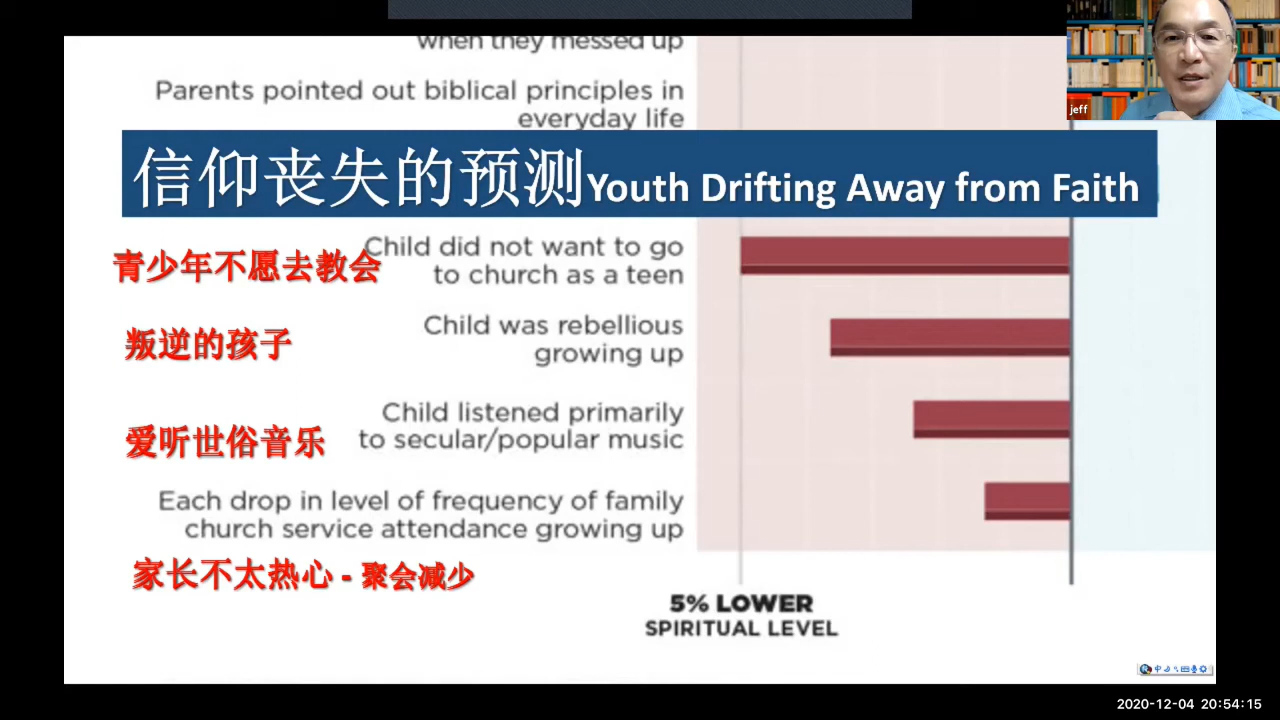 when they messed up
Parents pointed out biblical principles in
everyday life
jeff
信仰丧失的预测Youth Drifting Away from Faith
Child did not want to go
to church as a teen
青少年不愿去教会
Child was rebellious
growing up
叛逆的孩子
Child listened primarily
to secular/popular music
爱听世俗音乐
Each drop in level of frequency of family
church service attendance growing up
家长不太热心 - 聚会减少
5% LOWER
SPIRITUAL LEVEL
中
2020-12-04 20:54:15